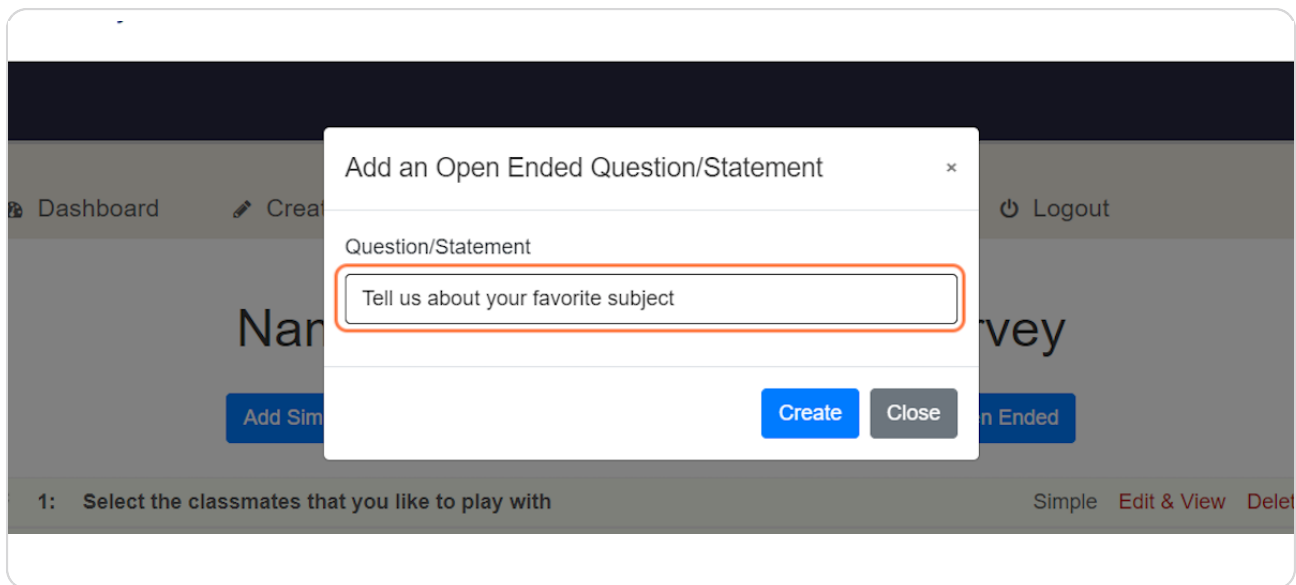 Add an Open Ended Question/Statement ×
Dashboard Creat Logout
Question/Statement
Tell us about your favorite subject
Nan rvey
Add Sim Create Close n Ended
1: Select the classmates that you like to play with Simple Edit & View Delet